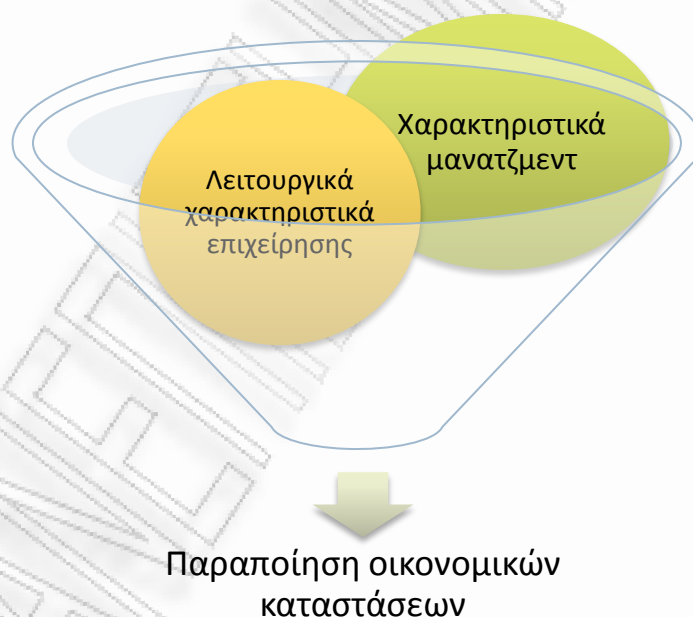 Χαρακτηριστικά
μανατζμεντ
Λειτουργικά
χαρακτηριστικά
επιχείρησης
Παραποίηση οικονομικών
καταστάσεων